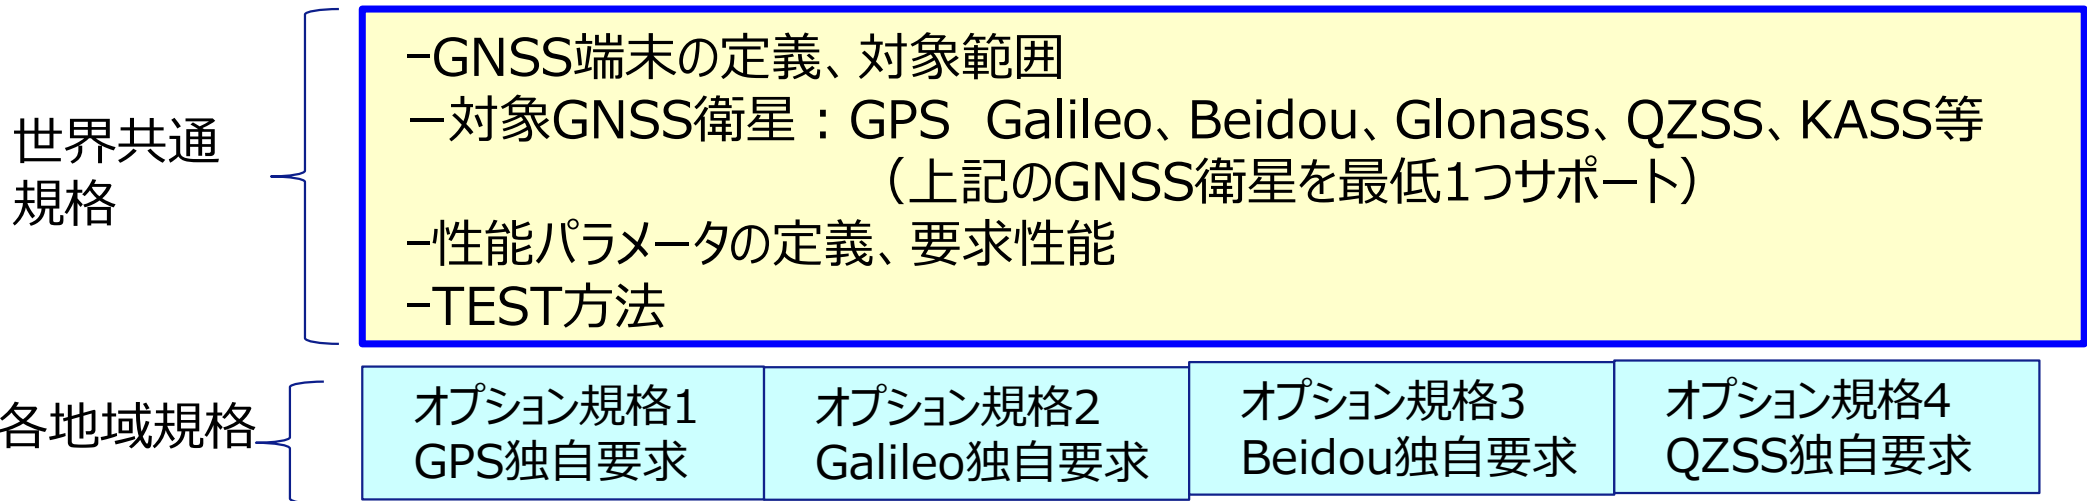 世界共通
規格
-GNSS端末の定義、対象範囲
－対象GNSS衛星：GPS　Galileo、Beidou、Glonass、QZSS、KASS等
（上記のGNSS衛星を最低1つサポート）
-性能パラメータの定義、要求性能
-TEST方法
各地域規格
オプション規格1
GPS独自要求
オプション規格2
Galileo独自要求
オプション規格3
Beidou独自要求
オプション規格4
QZSS独自要求